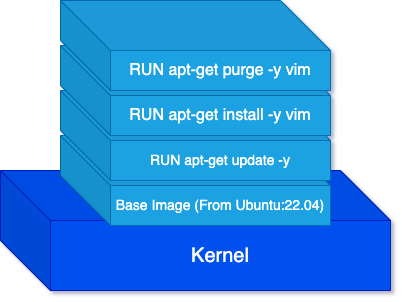 RUN apt-get purge -y vim
RUN apt-get install -y vim
RUN apt-get update -y
Base Image (From Ubuntu:22.04)
Kernel